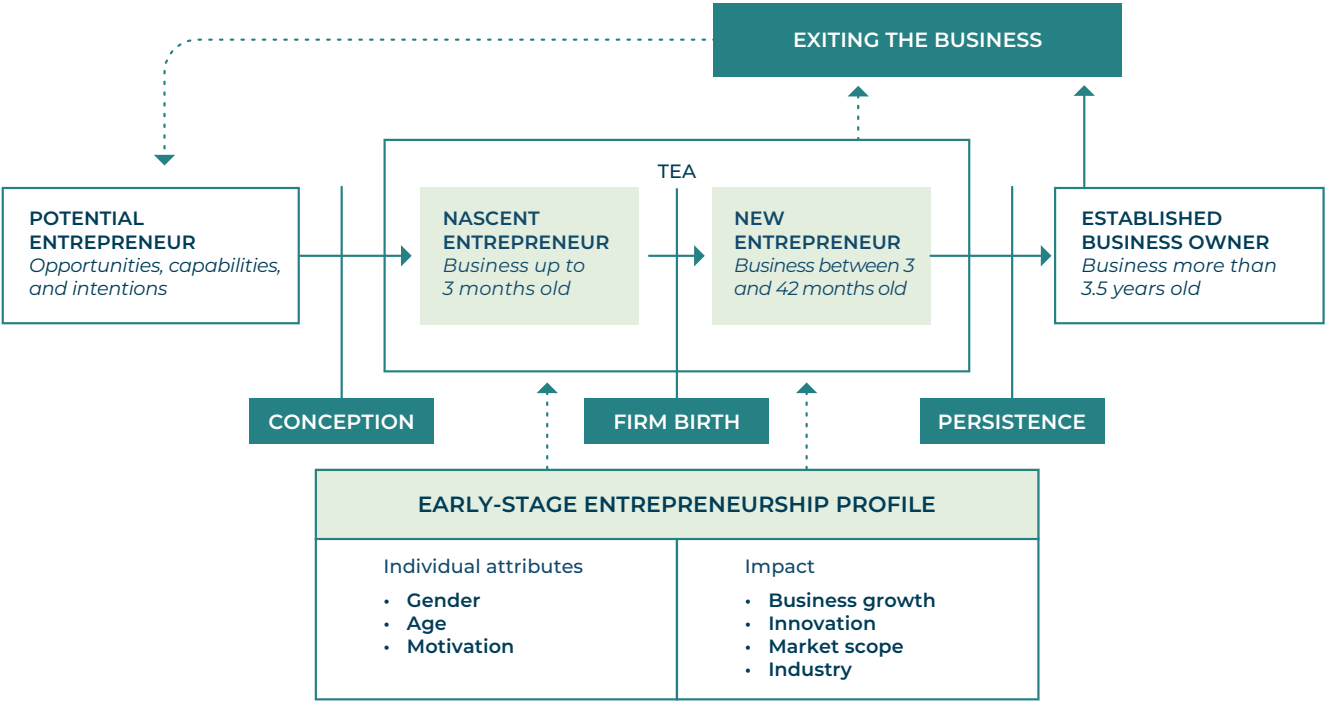 EXITING THE BUSINESS
TEA
POTENTIAL
ENTREPRENEUR
Opportunities, capabilities,
and intentions
NASCENT
ENTREPRENEUR
Business up to
3 months old
NEW
ENTREPRENEUR
Business between 3
and 42 months old
ESTABLISHED
BUSINESS OWNER
Business more than
3.5 years old
CONCEPTION
FIRM BIRTH
PERSISTENCE
EARLY-STAGE ENTREPRENEURSHIP PROFILE
Individual attributes
• Gender
• Age
• Motivation
Impact
• Business growth
• Innovation
• Market scope
• Industry